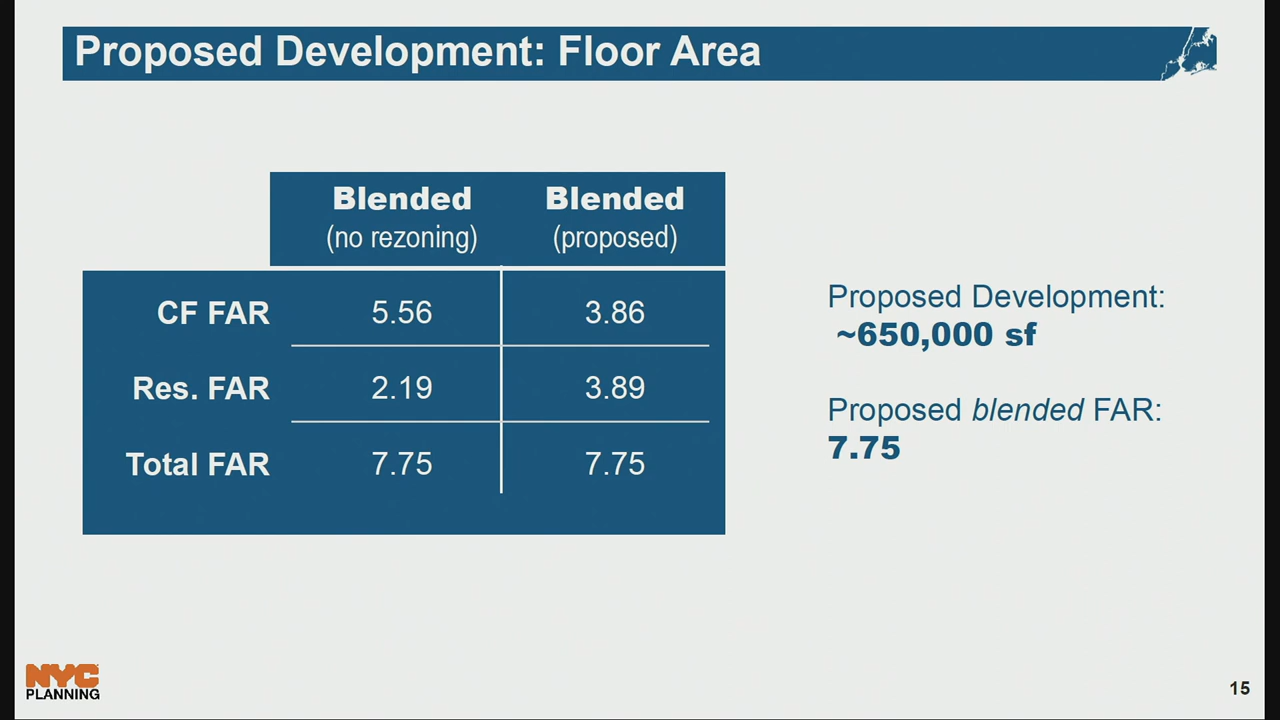 Proposed Development: Floor Area
Blended Blended
(no rezoning) (proposed)
CF FAR 5.56 3.86
Res. FAR 2.19 3.89
Total FAR 7.75 7.75
Proposed Development:
~650,000 sf
Proposed blended FAR:
7.75
NYC
PLANNING
15